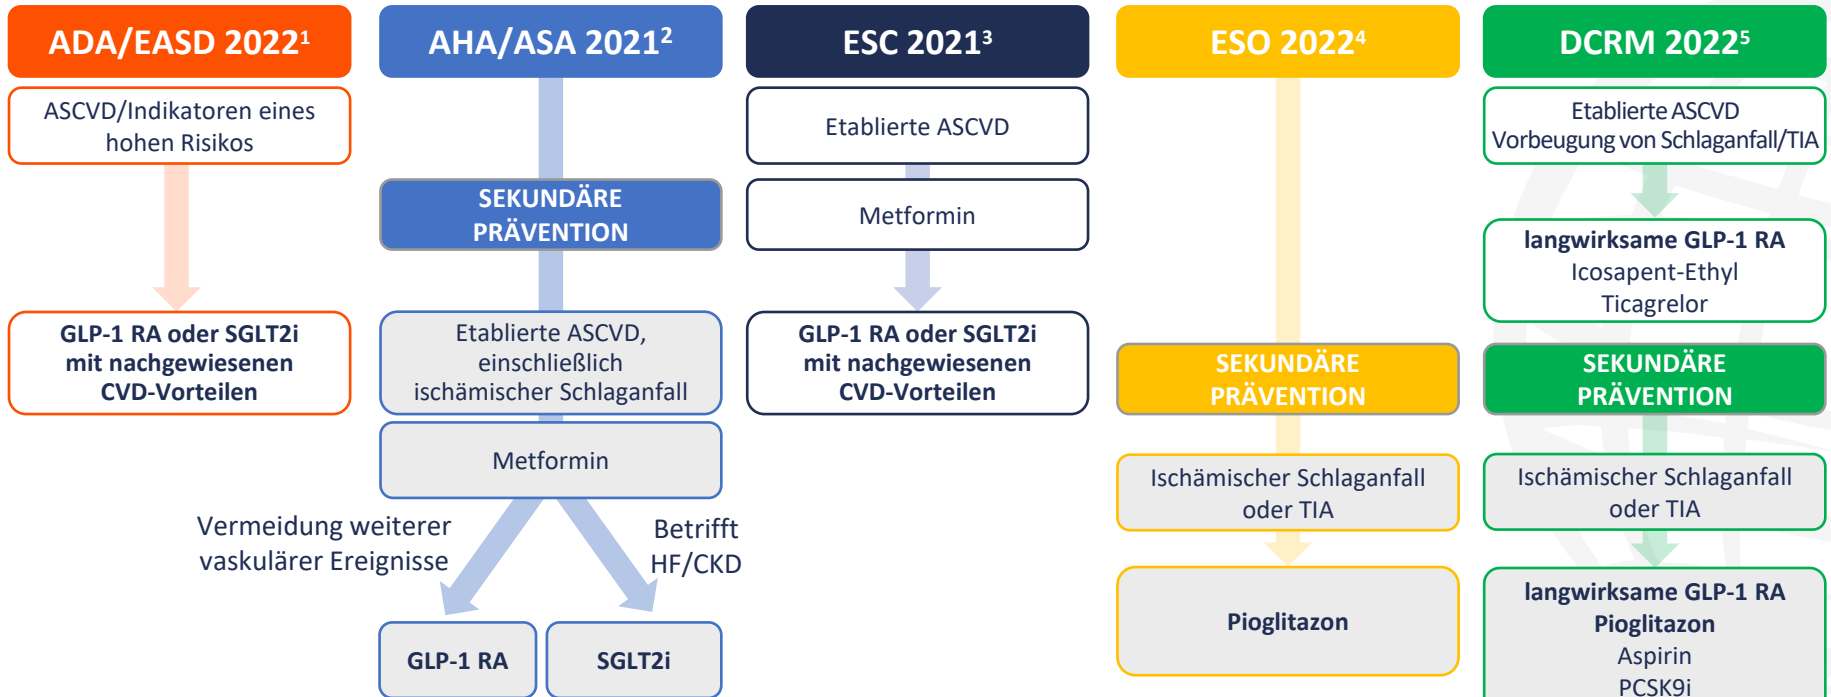 ADA/EASD 2022¹
ASCVD/Indikatoren eines
hohen Risikos
GLP-1 RA oder SGLT2i
mit nachgewiesenen
CVD-Vorteilen
AHA/ASA 2021²
SEKUNDÄRE
PRÄVENTION
Etablierte ASCVD,
einschließlich
ischämischer Schlaganfall
Metformin
Vermeidung weiterer
vaskulärer Ereignisse
Betrifft
HF/CKD
GLP-1 RA
SGLT2i
ESC 2021³
Etablierte ASCVD
Metformin
GLP-1 RA oder SGLT2i
mit nachgewiesenen
CVD-Vorteilen
ESO 2022⁴
SEKUNDÄRE
PRÄVENTION
Ischämischer Schlaganfall
oder TIA
Pioglitazon
DCRM 2022⁵
Etablierte ASCVD
Vorbeugung von Schlaganfall/TIA
langwirksame GLP-1 RA
Icosapent-Ethyl
Ticagrelor
SEKUNDÄRE
PRÄVENTION
Ischämischer Schlaganfall
oder TIA
langwirksame GLP-1 RA
Pioglitazon
Aspirin
PCSK9i